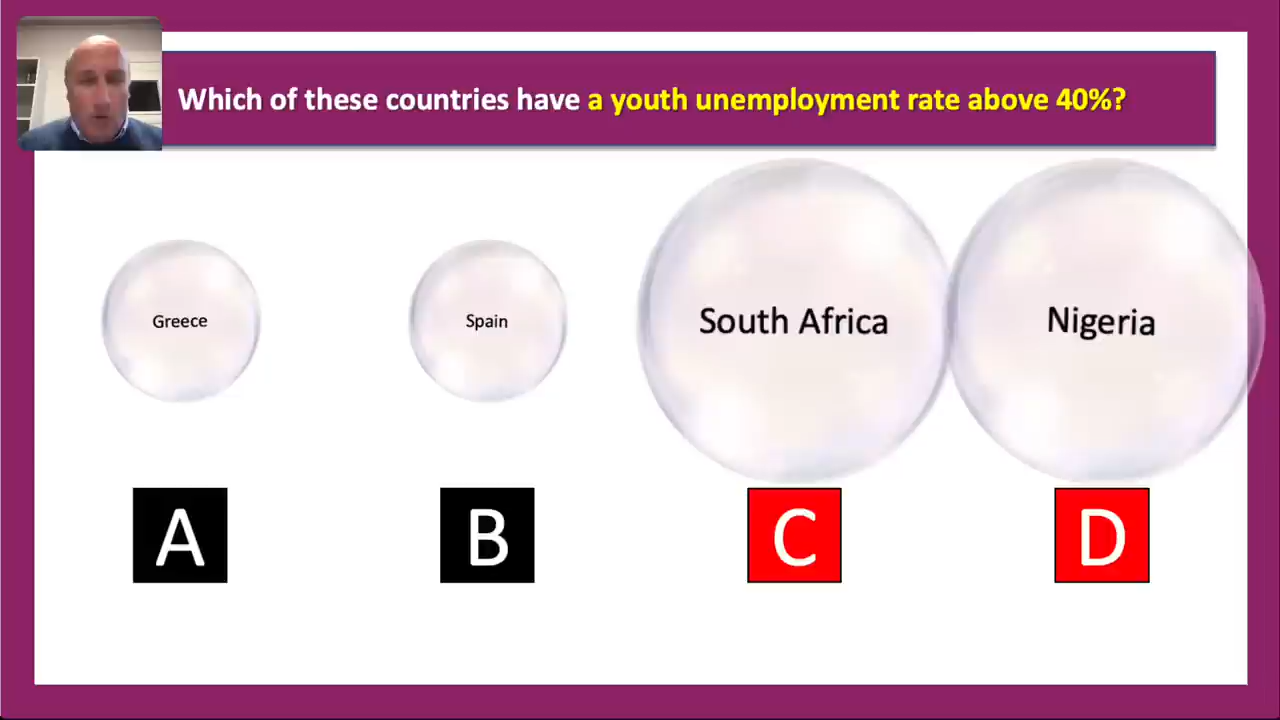 Which of these countries have a youth unemployment rate above 40%?
Greece
Spain
South Africa
Nigeria
A
B
C
D